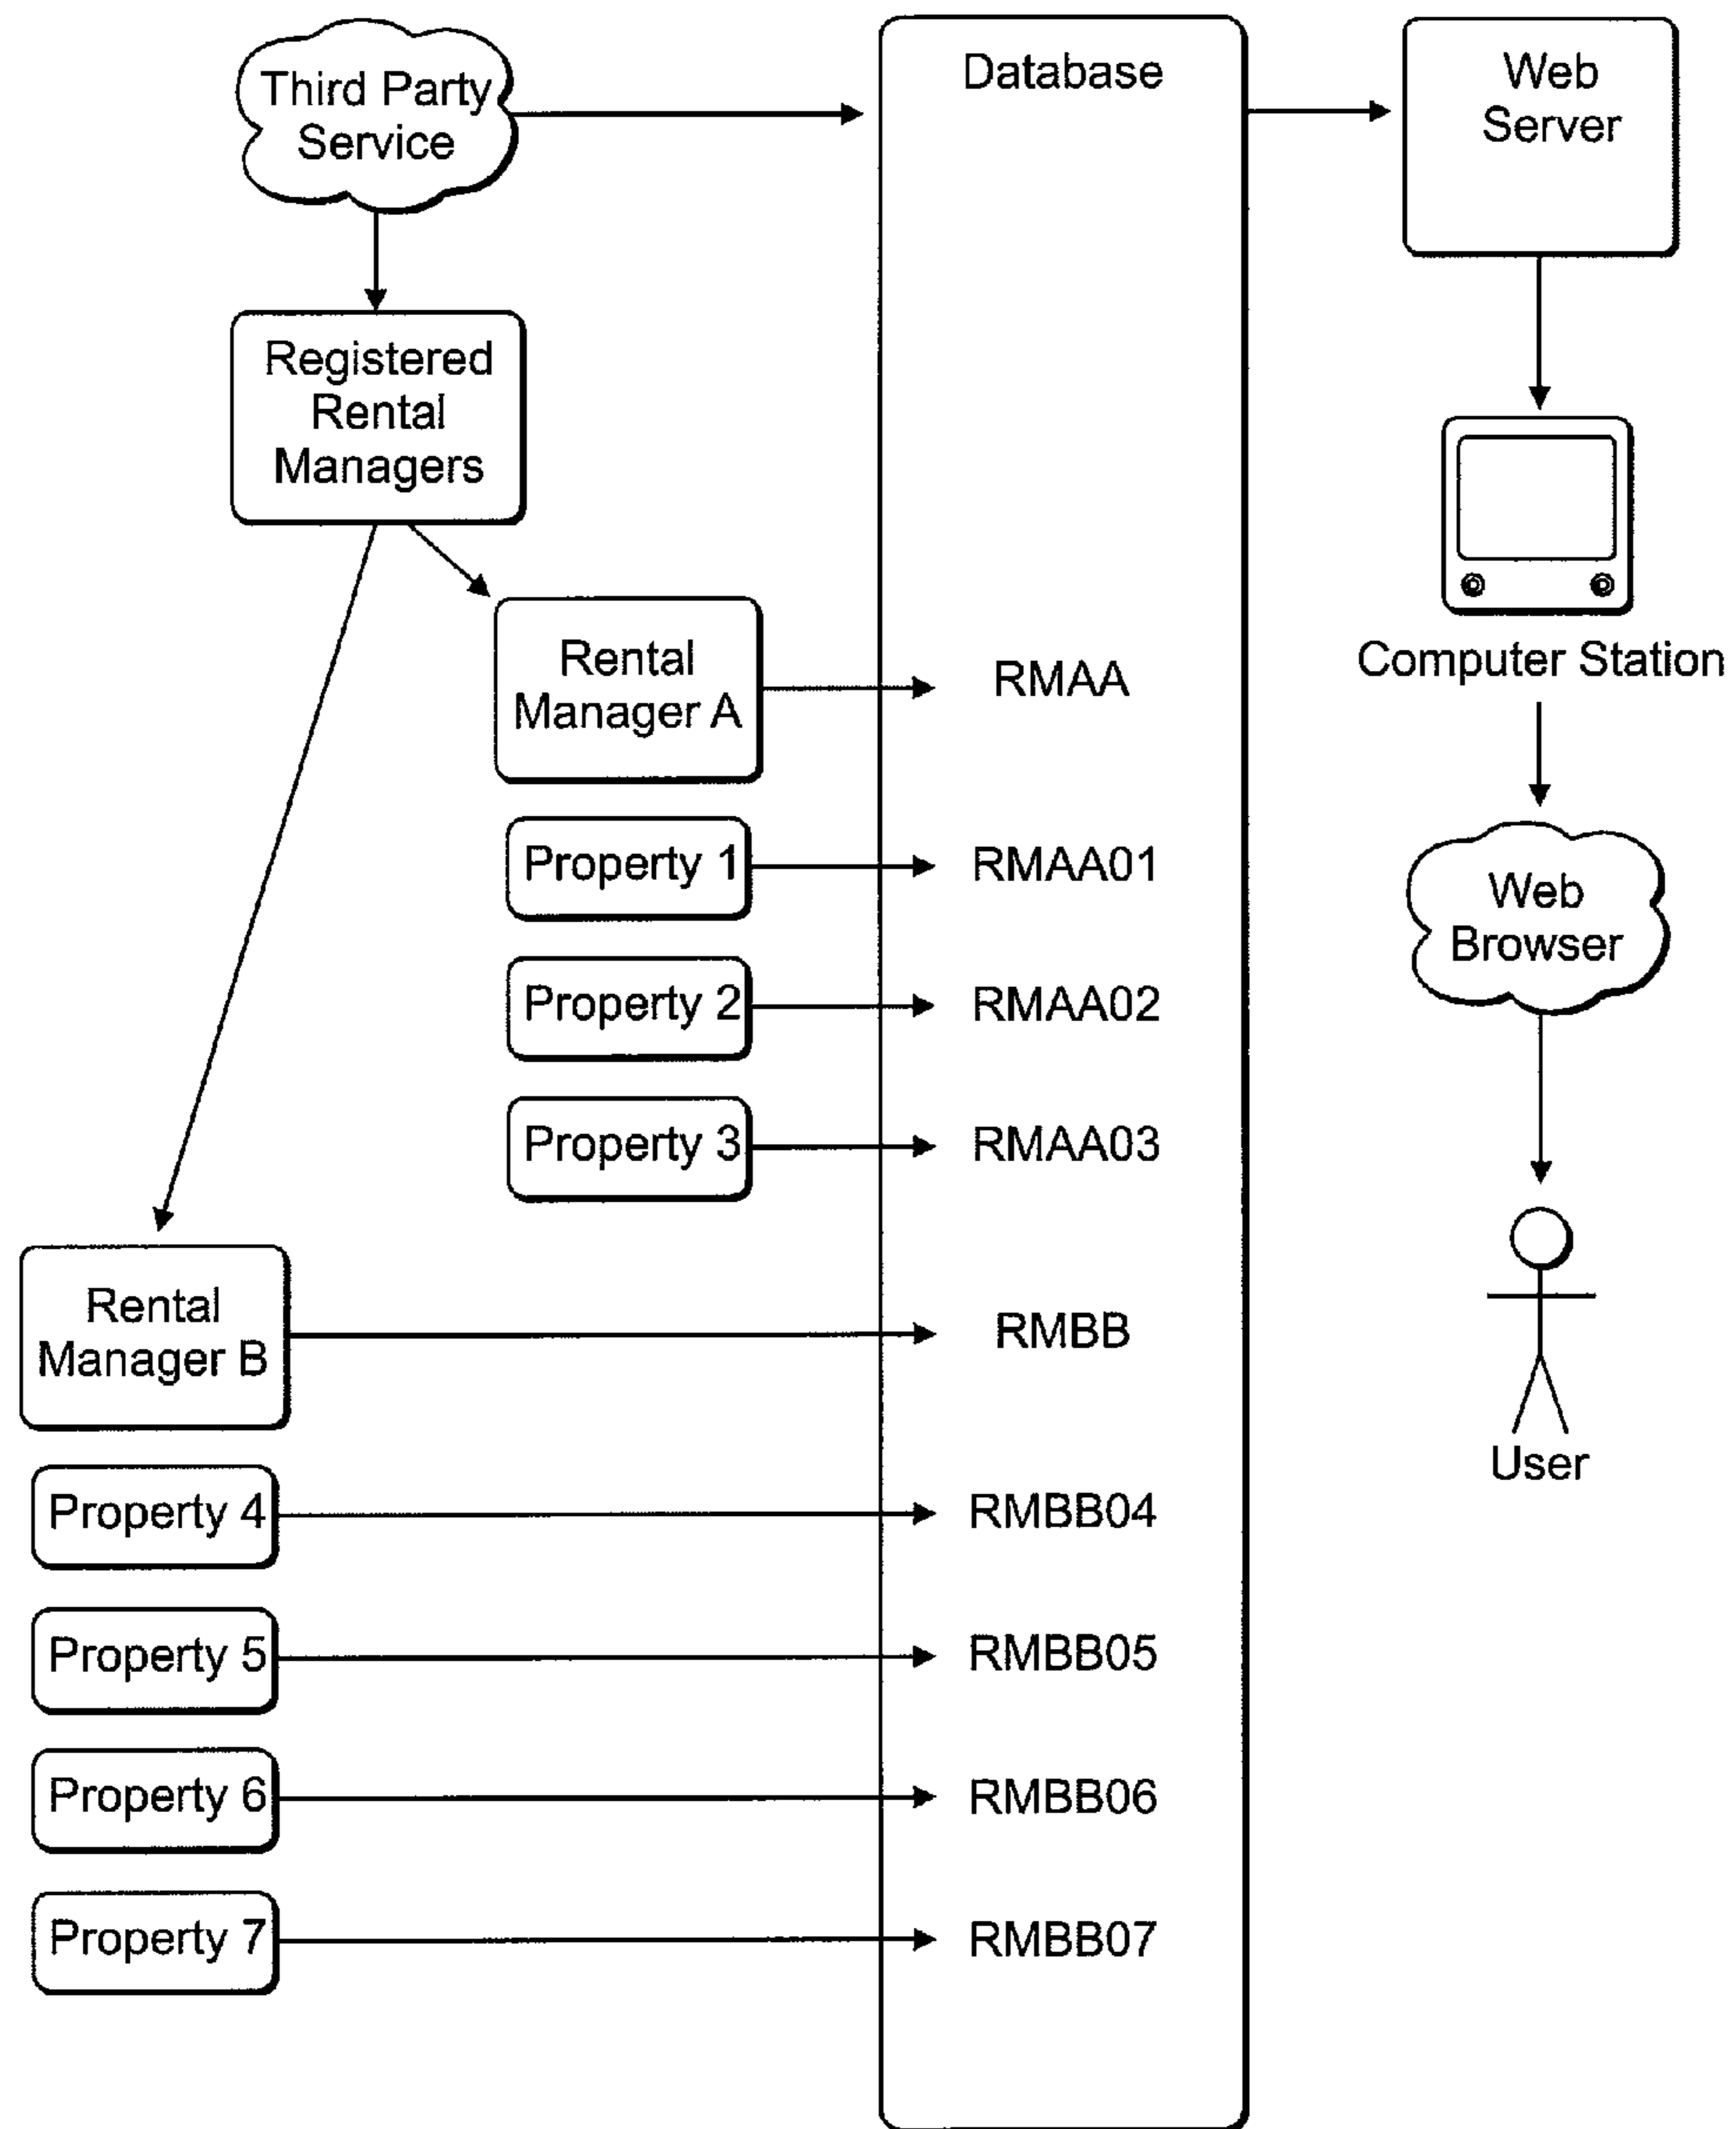 Third Party
Service
Database
Web
Server
Registered
Rental
Managers
Rental
Manager A
RMAA
Computer Station
Property 1
RMAA01
Web
Browser
Property 2
RMAA02
Property 3
RMAA03
Rental
Manager B
RMBB
User
Property 4
RMBB04
Property 5
RMBB05
Property 6
RMBB06
Property 7
RMBB07